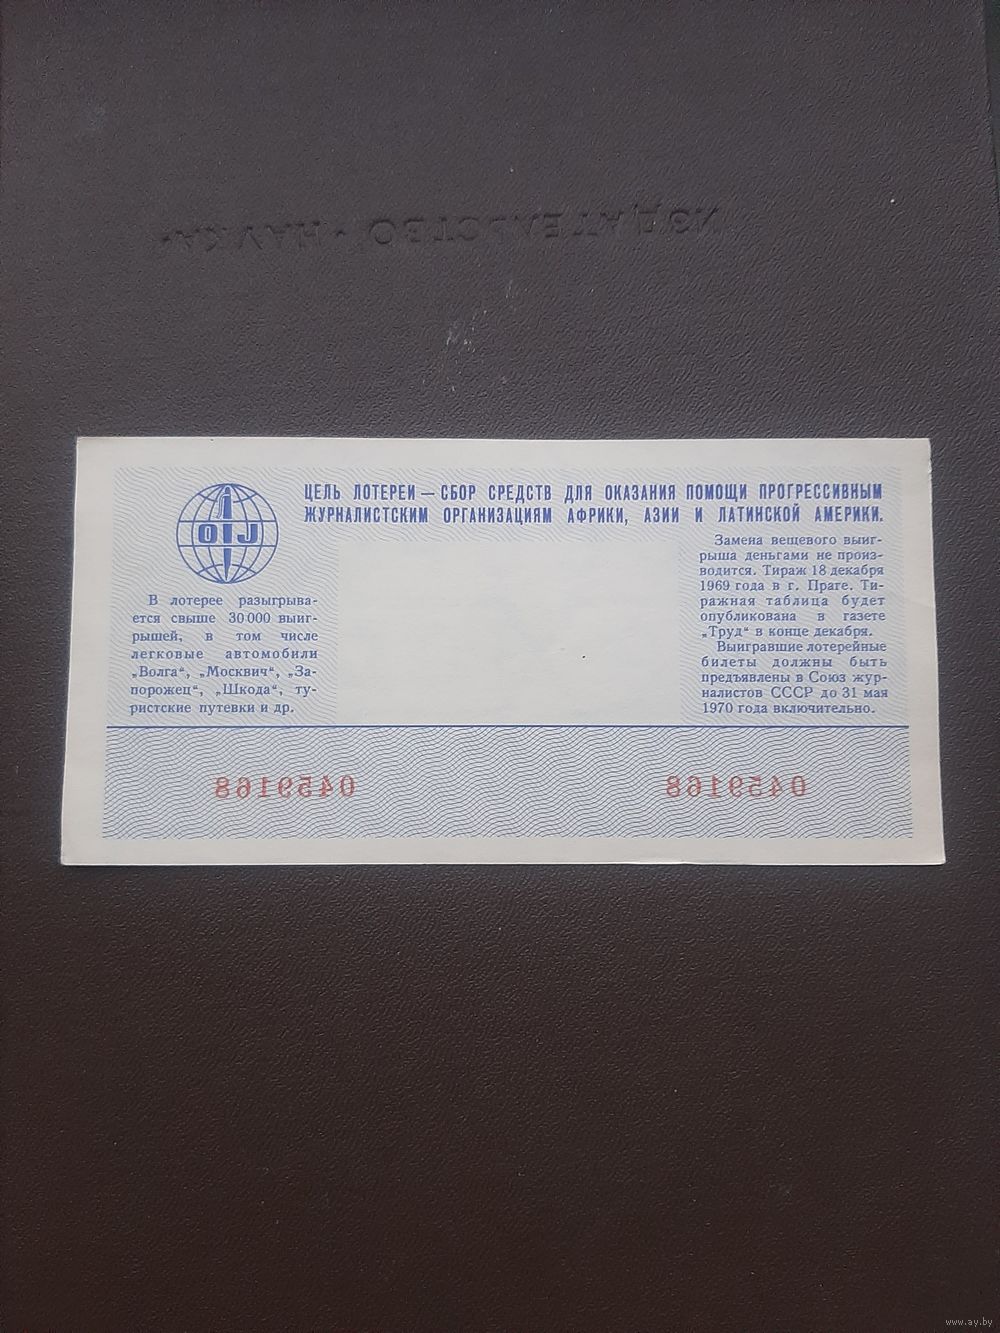 ИЗДАТЕЛЬСТВО «НАУКА»
ЦЕЛЬ ЛОТЕРЕИ — СБОР СРЕДСТВ ДЛЯ ОКАЗАНИЯ ПОМОЩИ ПРОГРЕССИВНЫМ
ЖУРНАЛИСТСКИМ ОРГАНИЗАЦИЯМ АФРИКИ, АЗИИ И ЛАТИНСКОЙ АМЕРИКИ.
OIJ
В лотерее разыгрыва-
ется свыше 30 000 выиг-
рышей, в том числе
легковые автомобили
„Волга“, „Москвич“, „За-
порожец“, „Шкода“, ту-
ристские путевки и др.
Замена вещевого выиг-
рыша деньгами не произ-
водится. Тираж 18 декабря
1969 года в г. Праге. Ти-
ражная таблица будет
опубликована в газете
„Труд“ в конце декабря.
Выигравшие лотерейные
билеты должны быть
предъявлены в Союз жур-
налистов СССР до 31 мая
1970 года включительно.
0459168 0459168
www.ay.by